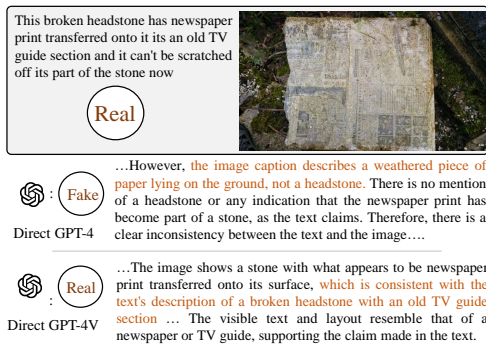 This broken headstone has newspaper
print transferred onto it its an old TV
guide section and it can't be scratched
off its part of the stone now
Real
…However, the image caption describes a weathered piece of
paper lying on the ground, not a headstone. There is no mention
of a headstone or any indication that the newspaper print has
become part of a stone, as the text claims. Therefore, there is a
clear inconsistency between the text and the image….
: Fake
Direct GPT-4
…The image shows a stone with what appears to be newspaper
print transferred onto its surface, which is consistent with the
text's description of a broken headstone with an old TV guide
section … The visible text and layout resemble that of a
newspaper or TV guide, supporting the claim made in the text.
: Real
Direct GPT-4V